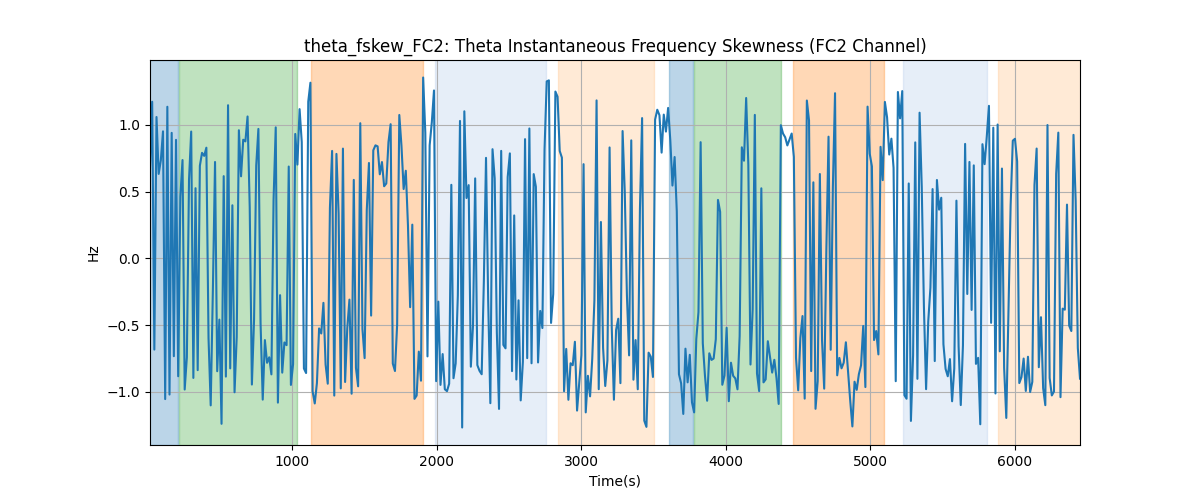 theta_fskew_FC2: Theta Instantaneous Frequency Skewness (FC2 Channel)
1.0
0.5
0.0
−0.5
−1.0
Hz
1000 2000 3000 4000 5000 6000
Time(s)